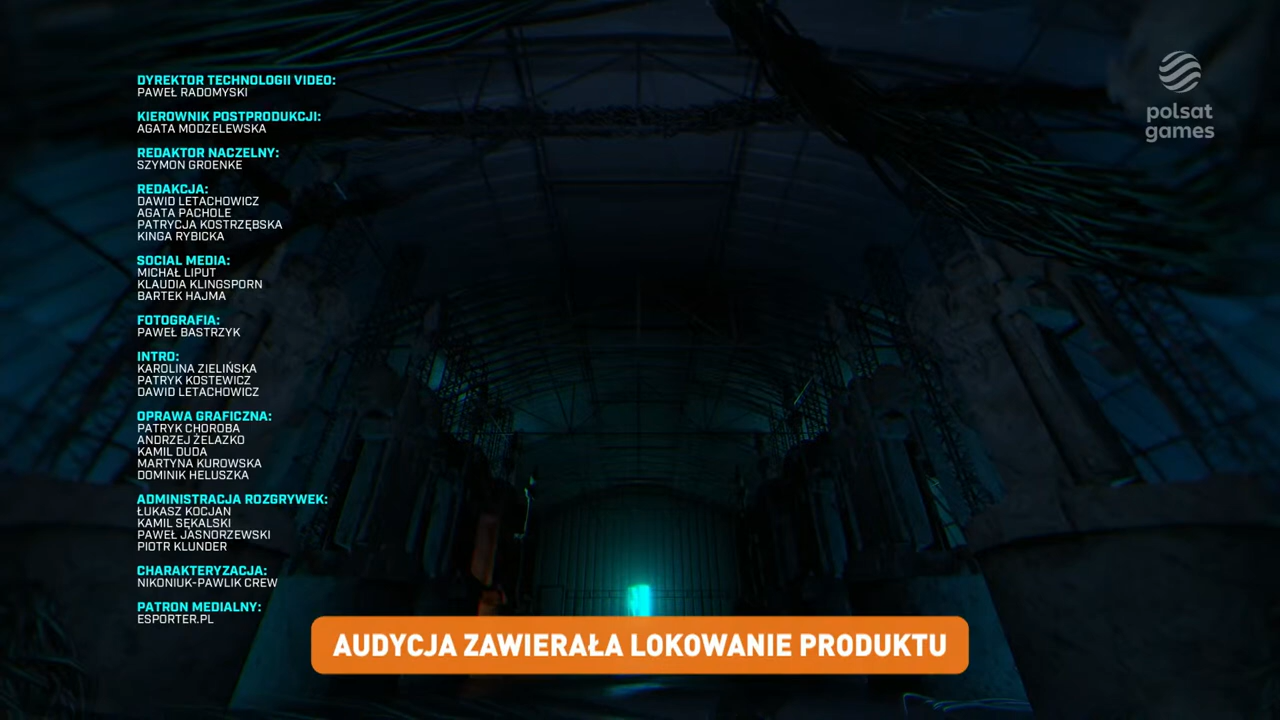 DYREKTOR TECHNOLOGII VIDEO:
PAWEŁ RADOMYSKI
KIEROWNIK POSTPRODUKCJI:
AGATA MODZELEWSKA
REDAKTOR NACZELNY:
SZYMON GROENKE
REDAKCJA:
DAWID LETACHOWICZ
AGATA PACHOLE
PATRYCJA KOSTRZĘBSKA
KINGA RYBICKA
SOCIAL MEDIA:
MICHAŁ LIPUT
KLAUDIA KLINGSPORN
BARTEK HAJMA
FOTOGRAFIA:
PAWEŁ BASTRZYK
INTRO:
KAROLINA ZIELIŃSKA
PATRYK KOSTEWICZ
DAWID LETACHOWICZ
OPRAWA GRAFICZNA:
PATRYK CHOROBA
ANDRZEJ ŻELAZKO
KAMIL DUDA
MARTYNA KUROWSKA
DOMINIK HELUSZKA
ADMINISTRACJA ROZGRYWEK:
ŁUKASZ KOCJAN
KAMIL SĘKALSKI
PAWEŁ JASNORZEWSKI
PIOTR KLUNDER
CHARAKTERYZACJA:
NIKONIUK-PAWLIK CREW
PATRON MEDIALNY:
ESPORTER.PL
polsat
games
AUDYCJA ZAWIERAŁA LOKOWANIE PRODUKTU